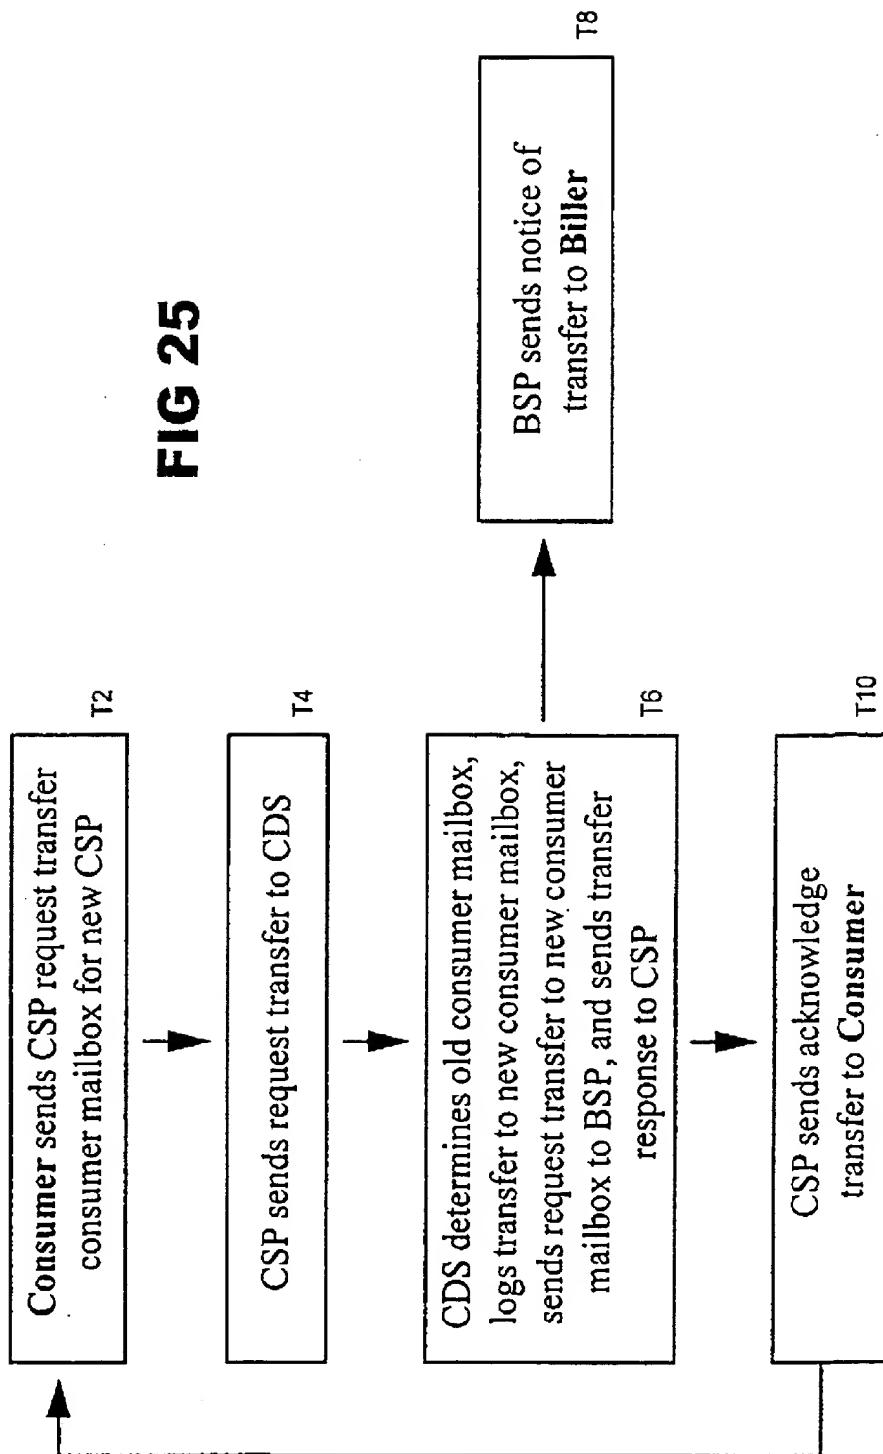 FIG 25
Consumer sends CSP request transfer
consumer mailbox for new CSP
T2
CSP sends request transfer to CDS
T4
CDS determines old consumer mailbox,
logs transfer to new consumer mailbox,
sends request transfer to new consumer
mailbox to BSP, and sends transfer
response to CSP
T6
BSP sends notice of
transfer to Biller
T8
CSP sends acknowledge
transfer to Consumer
T10